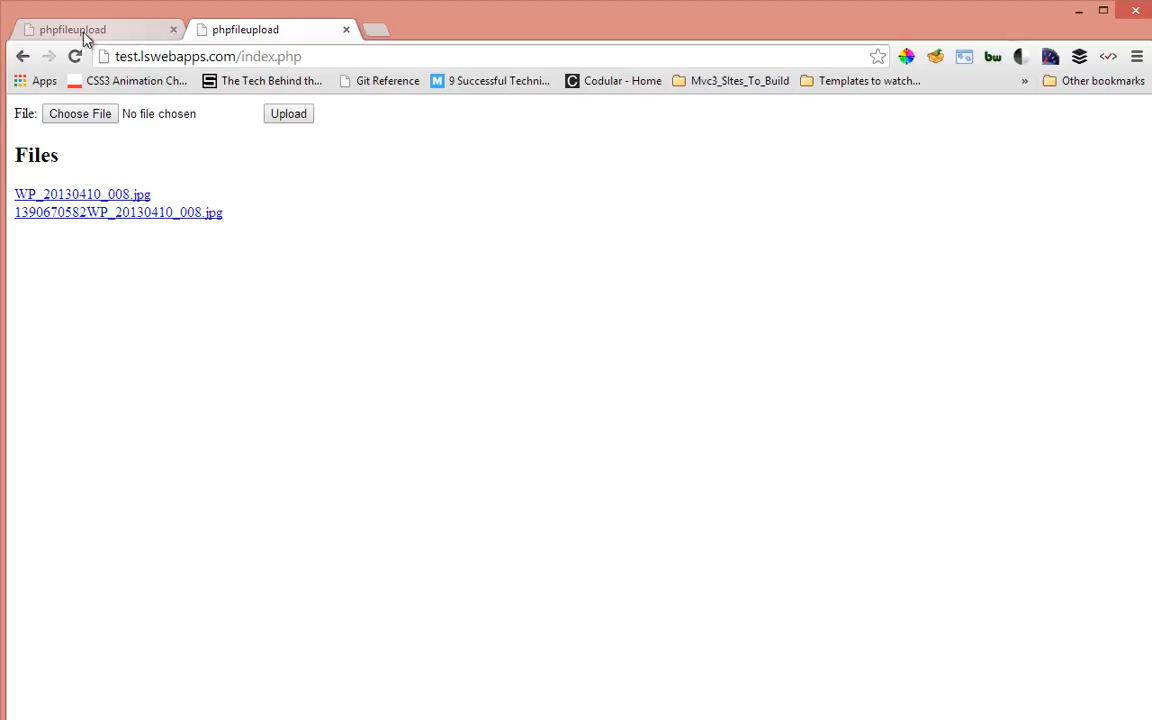 phpfileupload
phpfileupload
test.lswebapps.com/index.php
bw
Apps
CSS3 Animation Ch...
The Tech Behind th...
Git Reference
M
9 Successful Techni...
C
Codular - Home
Mvc3_SItes_To_Build
Templates to watch...
»
Other bookmarks
File:
Choose File
No file chosen
Upload
Files
WP_20130410_008.jpg
1390670582WP_20130410_008.jpg